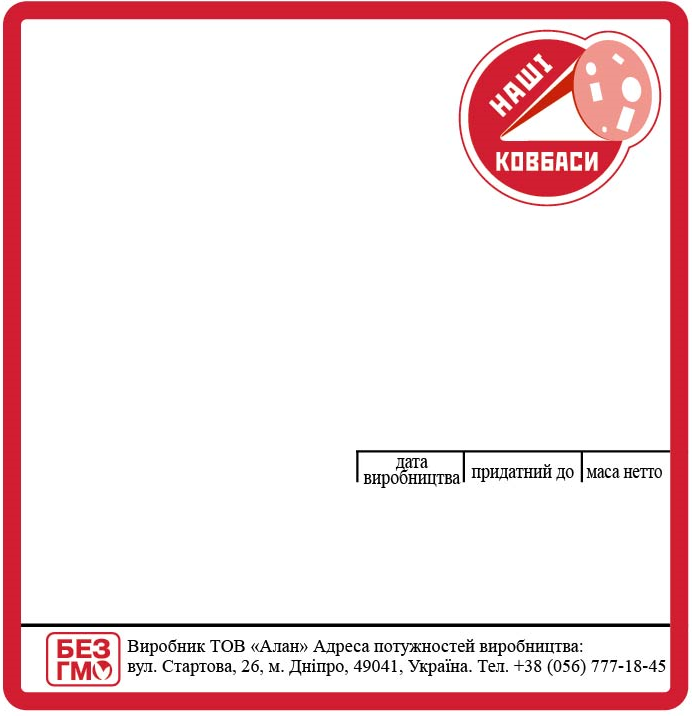 НАШІ
КОВБАСИ
дата
виробництва
придатний до
маса нетто
БЕЗ
ГМО
Виробник ТОВ «Алан» Адреса потужностей виробництва:
вул. Стартова, 26, м. Дніпро, 49041, Україна. Тел. +38 (056) 777-18-45